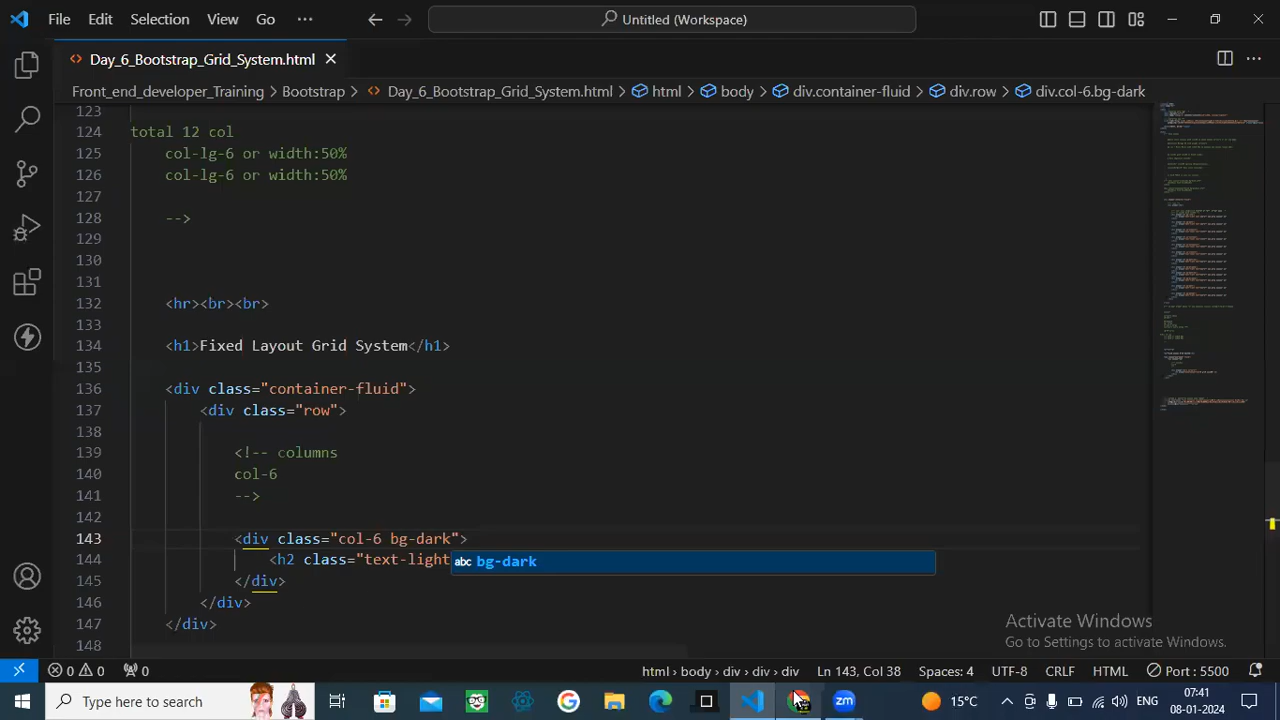 File Edit Selection View Go ··· Untitled (Workspace)
Day_6_Bootstrap_Grid_System.html
Front_end_developer_Training > Bootstrap > Day_6_Bootstrap_Grid_System.html > html > body > div.container-fluid > div.row > div.col-6.bg-dark
123
124 total 12 col
125 col-lg-6 or width:50%
126 col-lg-6 or width:50%
127
128 -->
129
130
131
132 <hr><br><br>
133
134 <h1>Fixed Layout Grid System</h1>
135
136 <div class="container-fluid">
137 <div class="row">
138
139 <!-- columns
140 col-6
141 -->
142
143 <div class="col-6 bg-dark">
144 <h2 class="text-light
abc bg-dark
145 </div>
146 </div>
147 </div>
148
Activate Windows
Go to Settings to activate Windows.
0 0 0 html > body > div > div > div Ln 143, Col 38 Spaces: 4 UTF-8 CRLF HTML Port : 5500
Type here to search zm 15°C ENG 07:41
08-01-2024